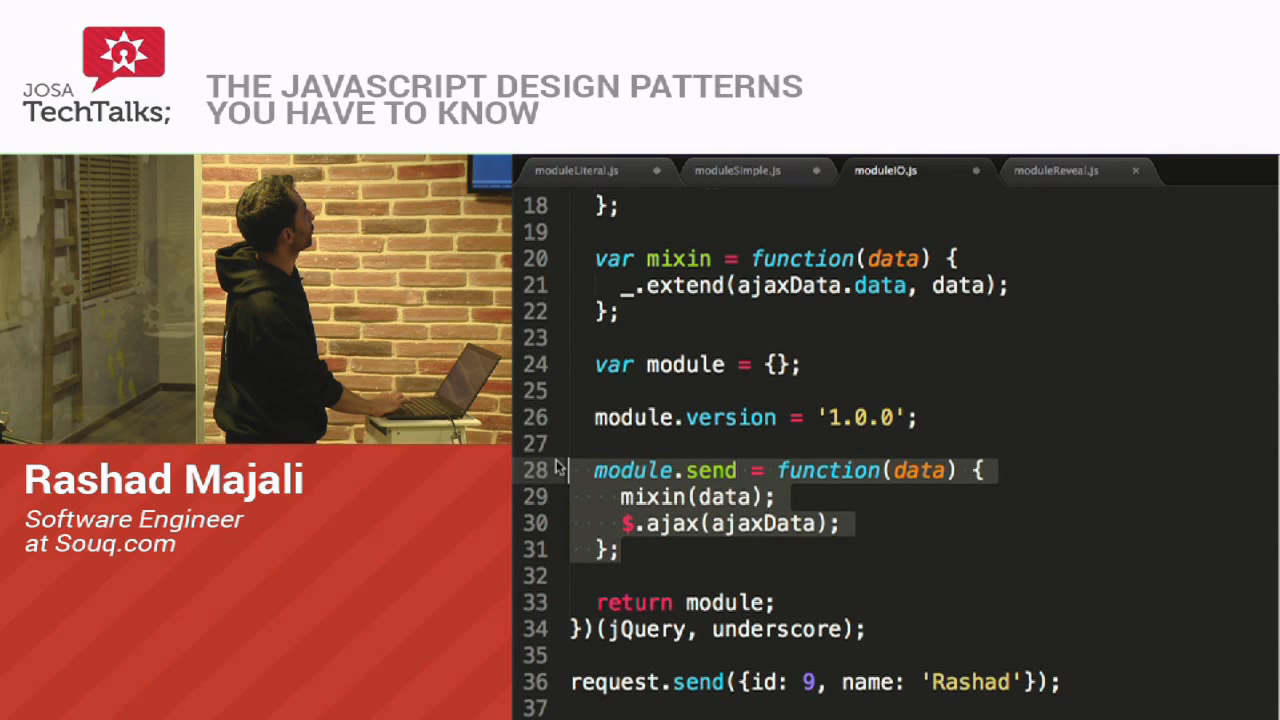 JOSA
TechTalks;
THE JAVASCRIPT DESIGN PATTERNS
YOU HAVE TO KNOW
Rashad Majali
Software Engineer
at Souq.com
moduleLiteral.js
moduleSimple.js
moduleIO.js
moduleReveal.js
18 };
19
20 var mixin = function(data) {
21 _.extend(ajaxData.data, data);
22 };
23
24 var module = {};
25
26 module.version = '1.0.0';
27
28 module.send = function(data) {
29 mixin(data);
30 $.ajax(ajaxData);
31 };
32
33 return module;
34 })(jQuery, underscore);
35
36 request.send({id: 9, name: 'Rashad'});
37